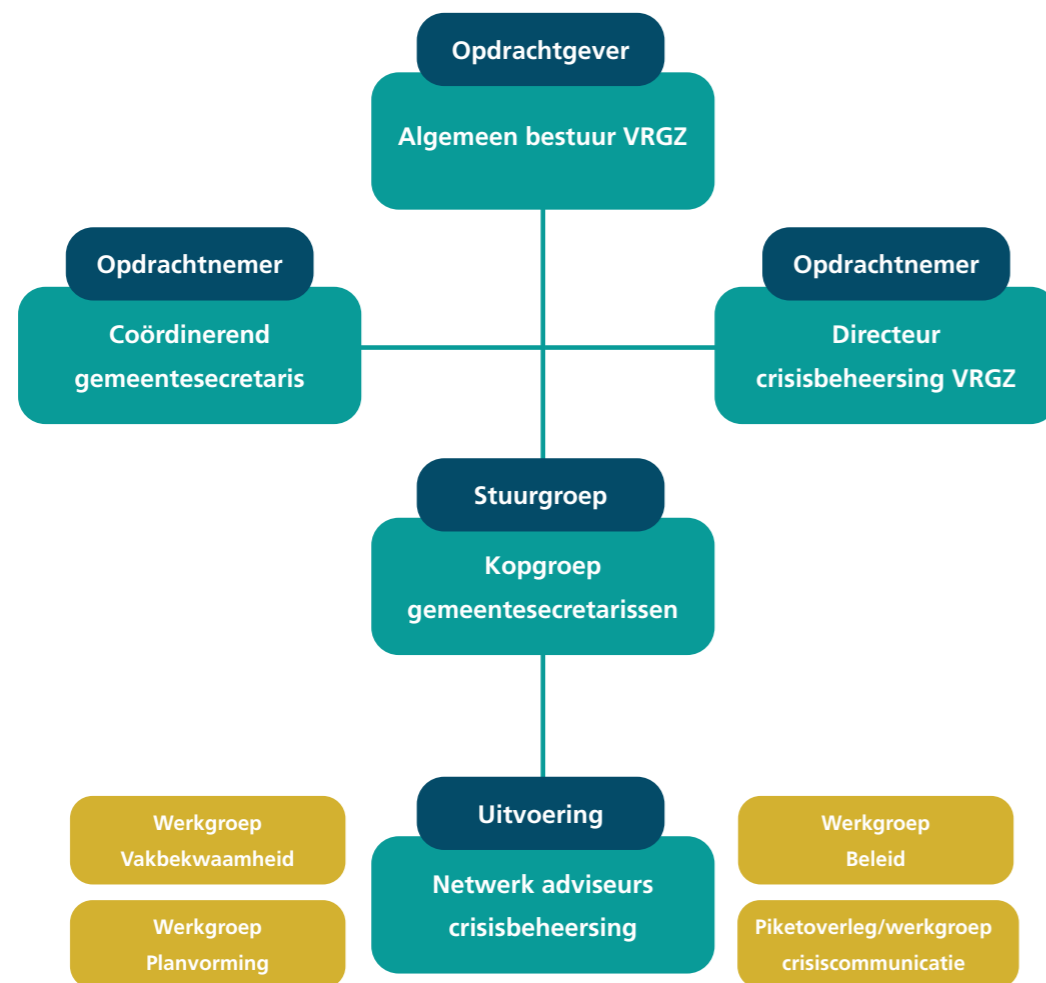 Opdrachtgever
Algemeen bestuur VRGZ
Opdrachtnemer
Coördinerend
gemeentesecretaris
Opdrachtnemer
Directeur
crisisbeheersing VRGZ
Stuurgroep
Kopgroep
gemeentesecretarissen
Uitvoering
Netwerk adviseurs
crisisbeheersing
Werkgroep
Vakbekwaamheid
Werkgroep
Planvorming
Werkgroep
Beleid
Piketoverleg/werkgroep
crisiscommunicatie